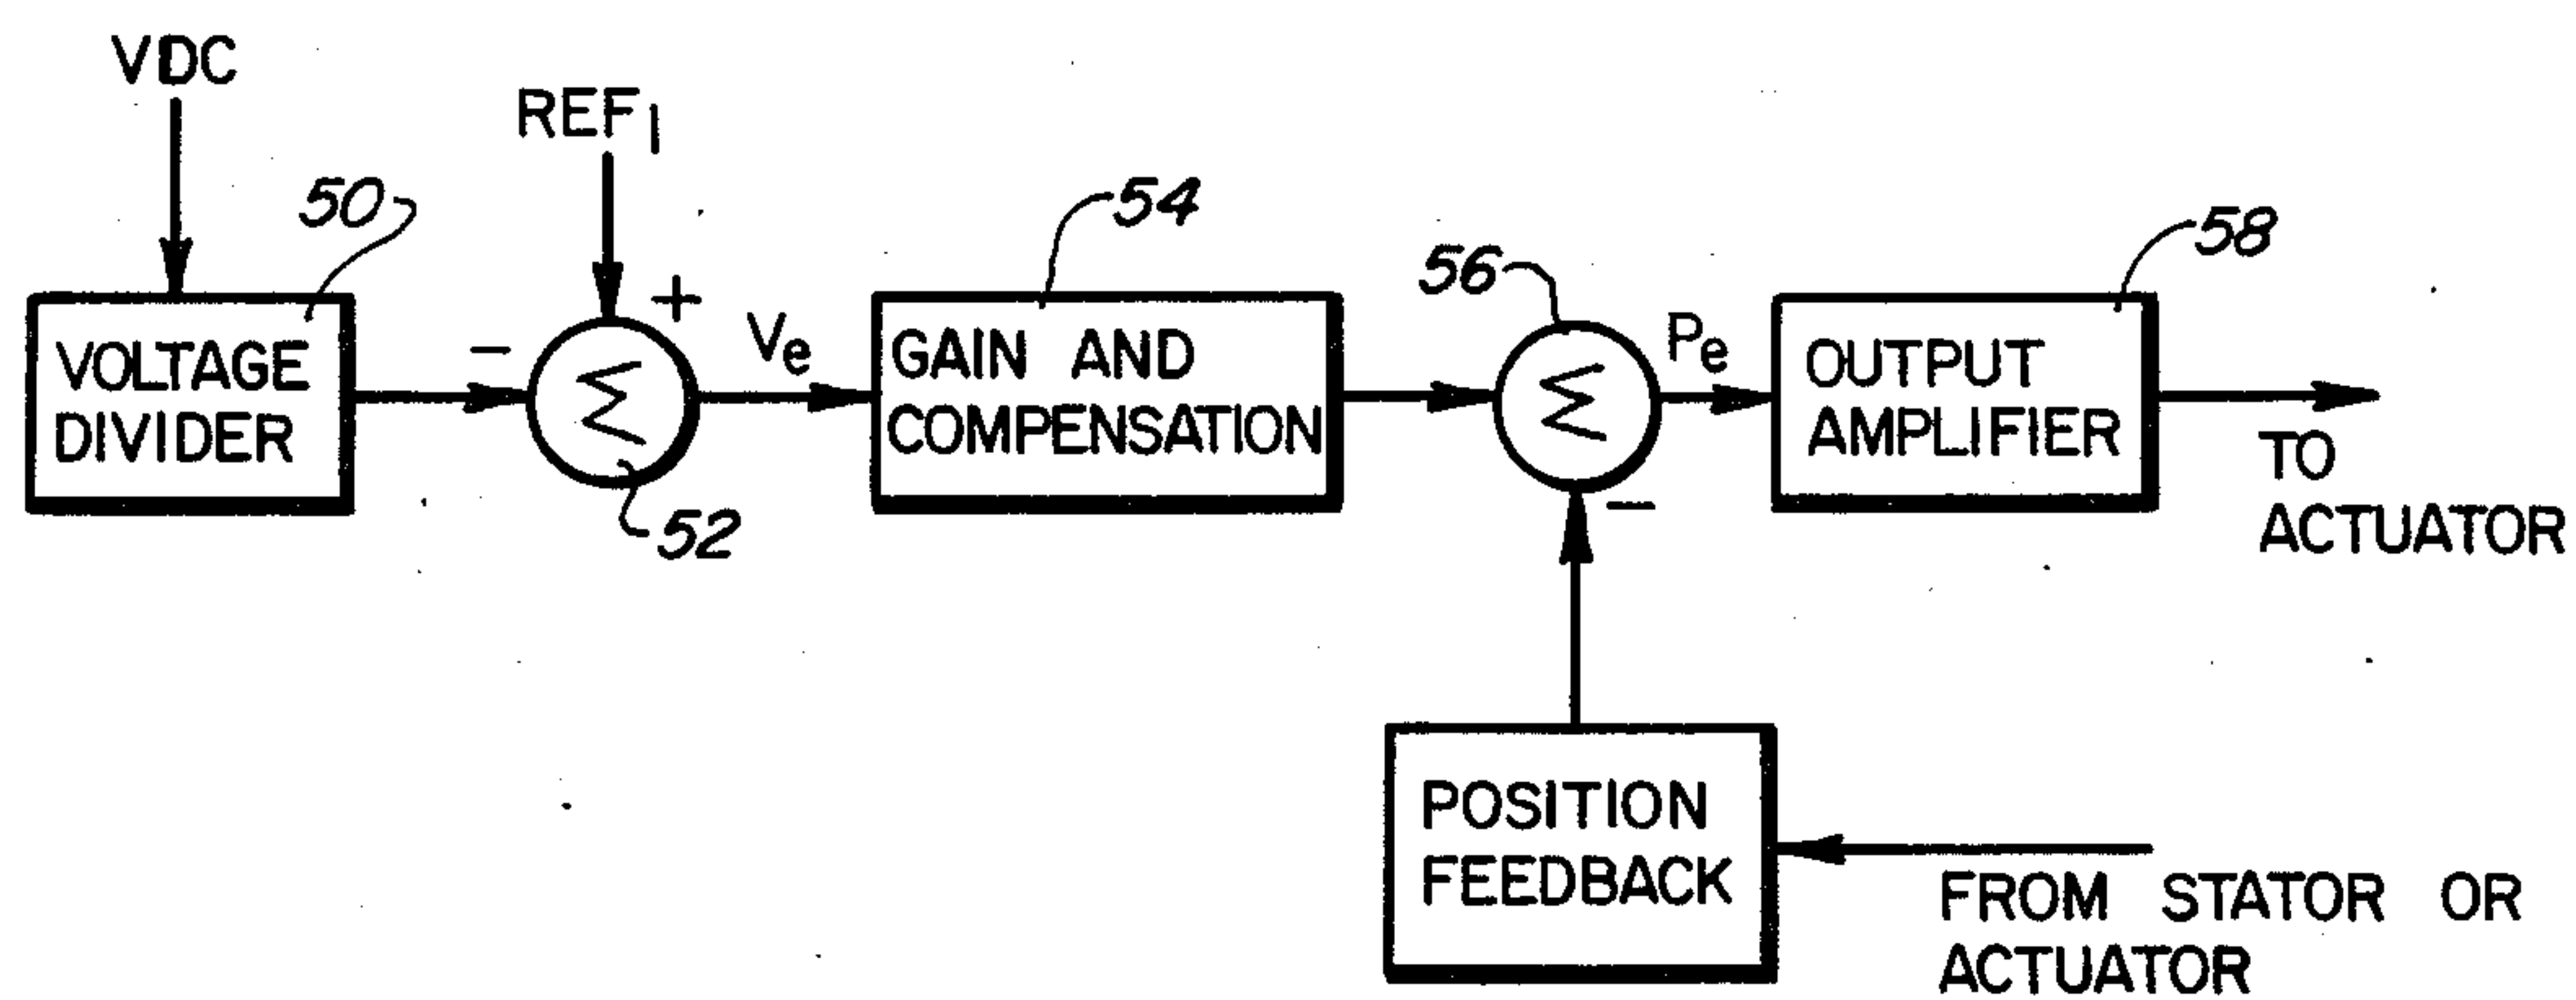 VDC
REF1
50
54
56
58
+
-
Ve
Pe
VOLTAGE
DIVIDER
Σ
GAIN AND
COMPENSATION
Σ
OUTPUT
AMPLIFIER
52
-
TO
ACTUATOR
POSITION
FEEDBACK
FROM STATOR OR
ACTUATOR